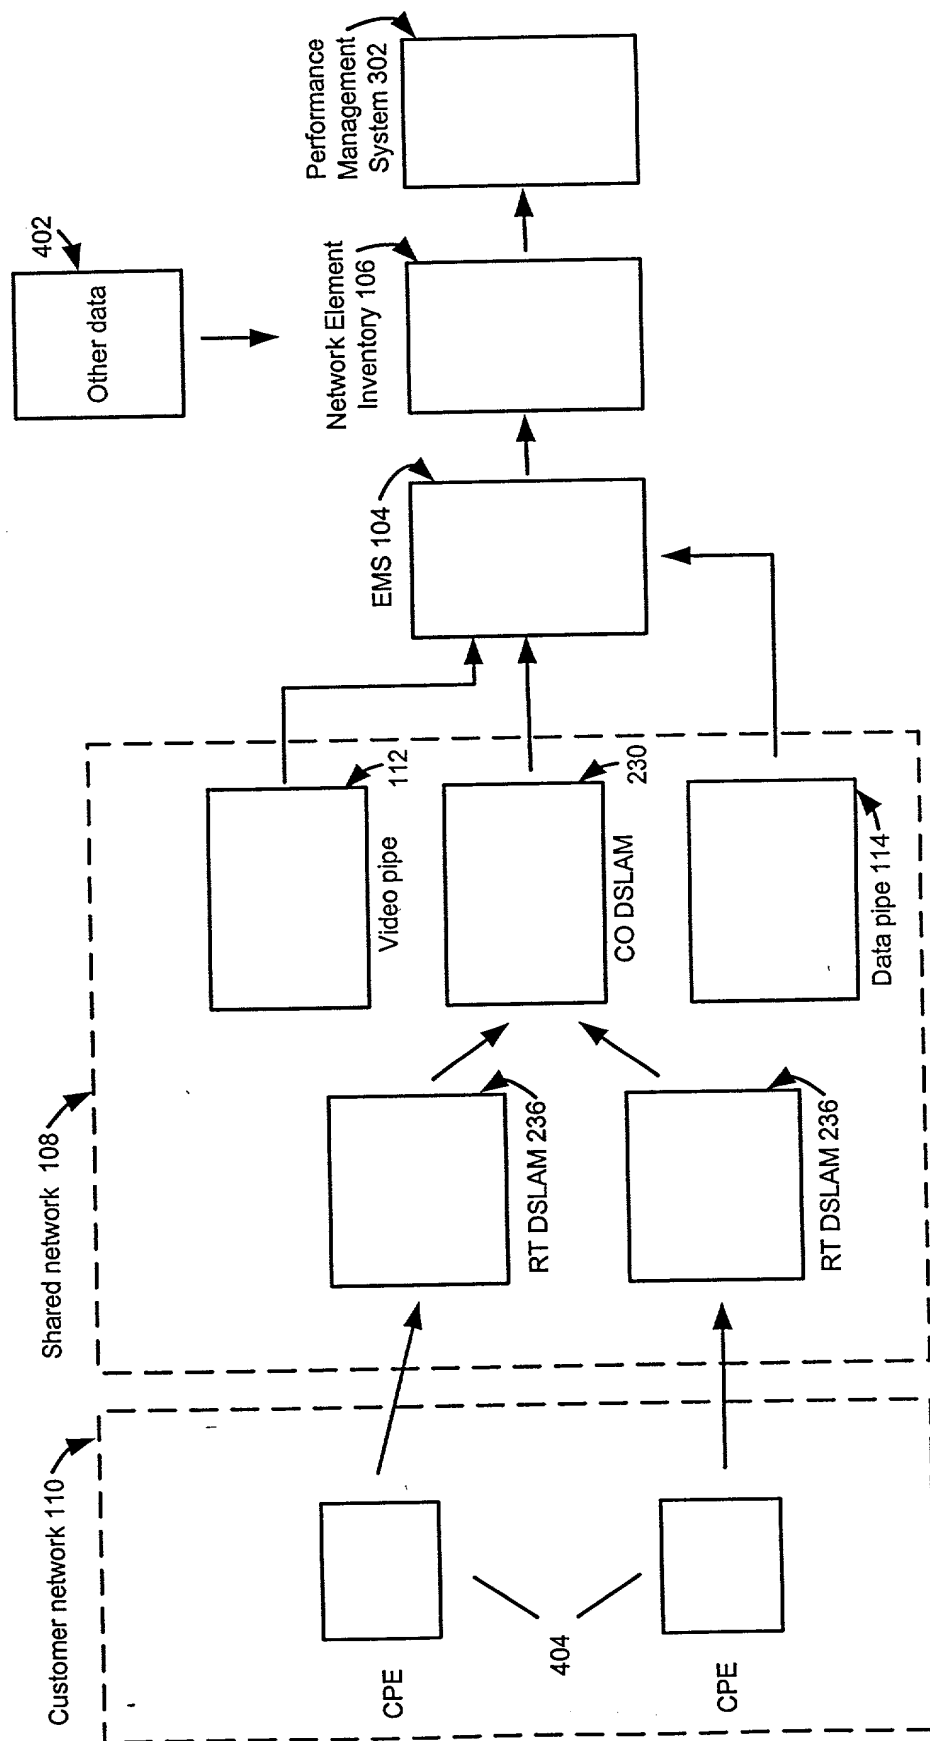 Customer network 110
Shared network 108
402
Other data
Performance
Management
System 302
Network Element
Inventory 106
EMS 104
112
Video pipe
230
CO DSLAM
Data pipe 114
RT DSLAM 236
RT DSLAM 236
404
CPE
CPE